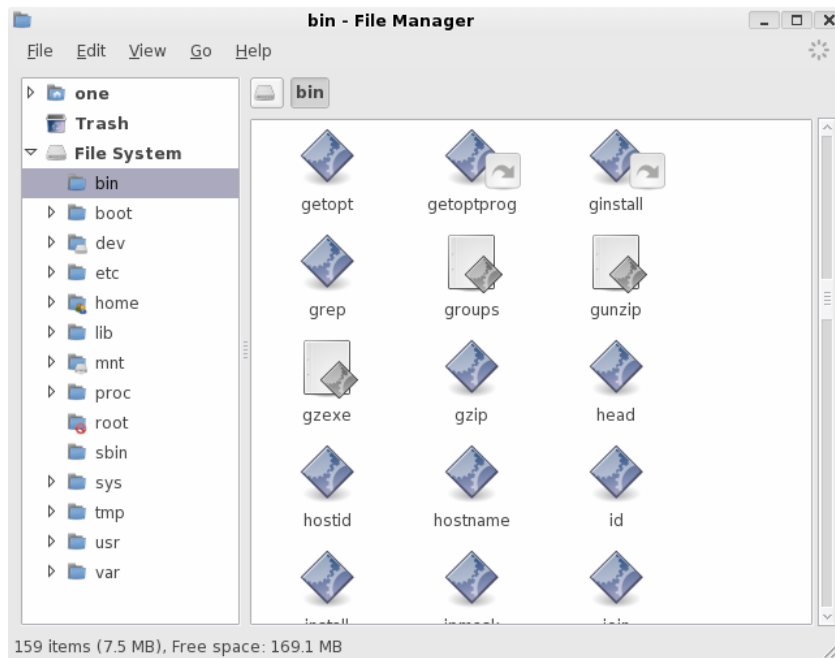 bin - File Manager
File Edit View Go Help
one
Trash
File System
bin
boot
dev
etc
home
lib
mnt
proc
root
sbin
sys
tmp
usr
var
bin
getopt getoptprog ginstall
grep groups gunzip
gzexe gzip head
hostid hostname id
159 items (7.5 MB), Free space: 169.1 MB